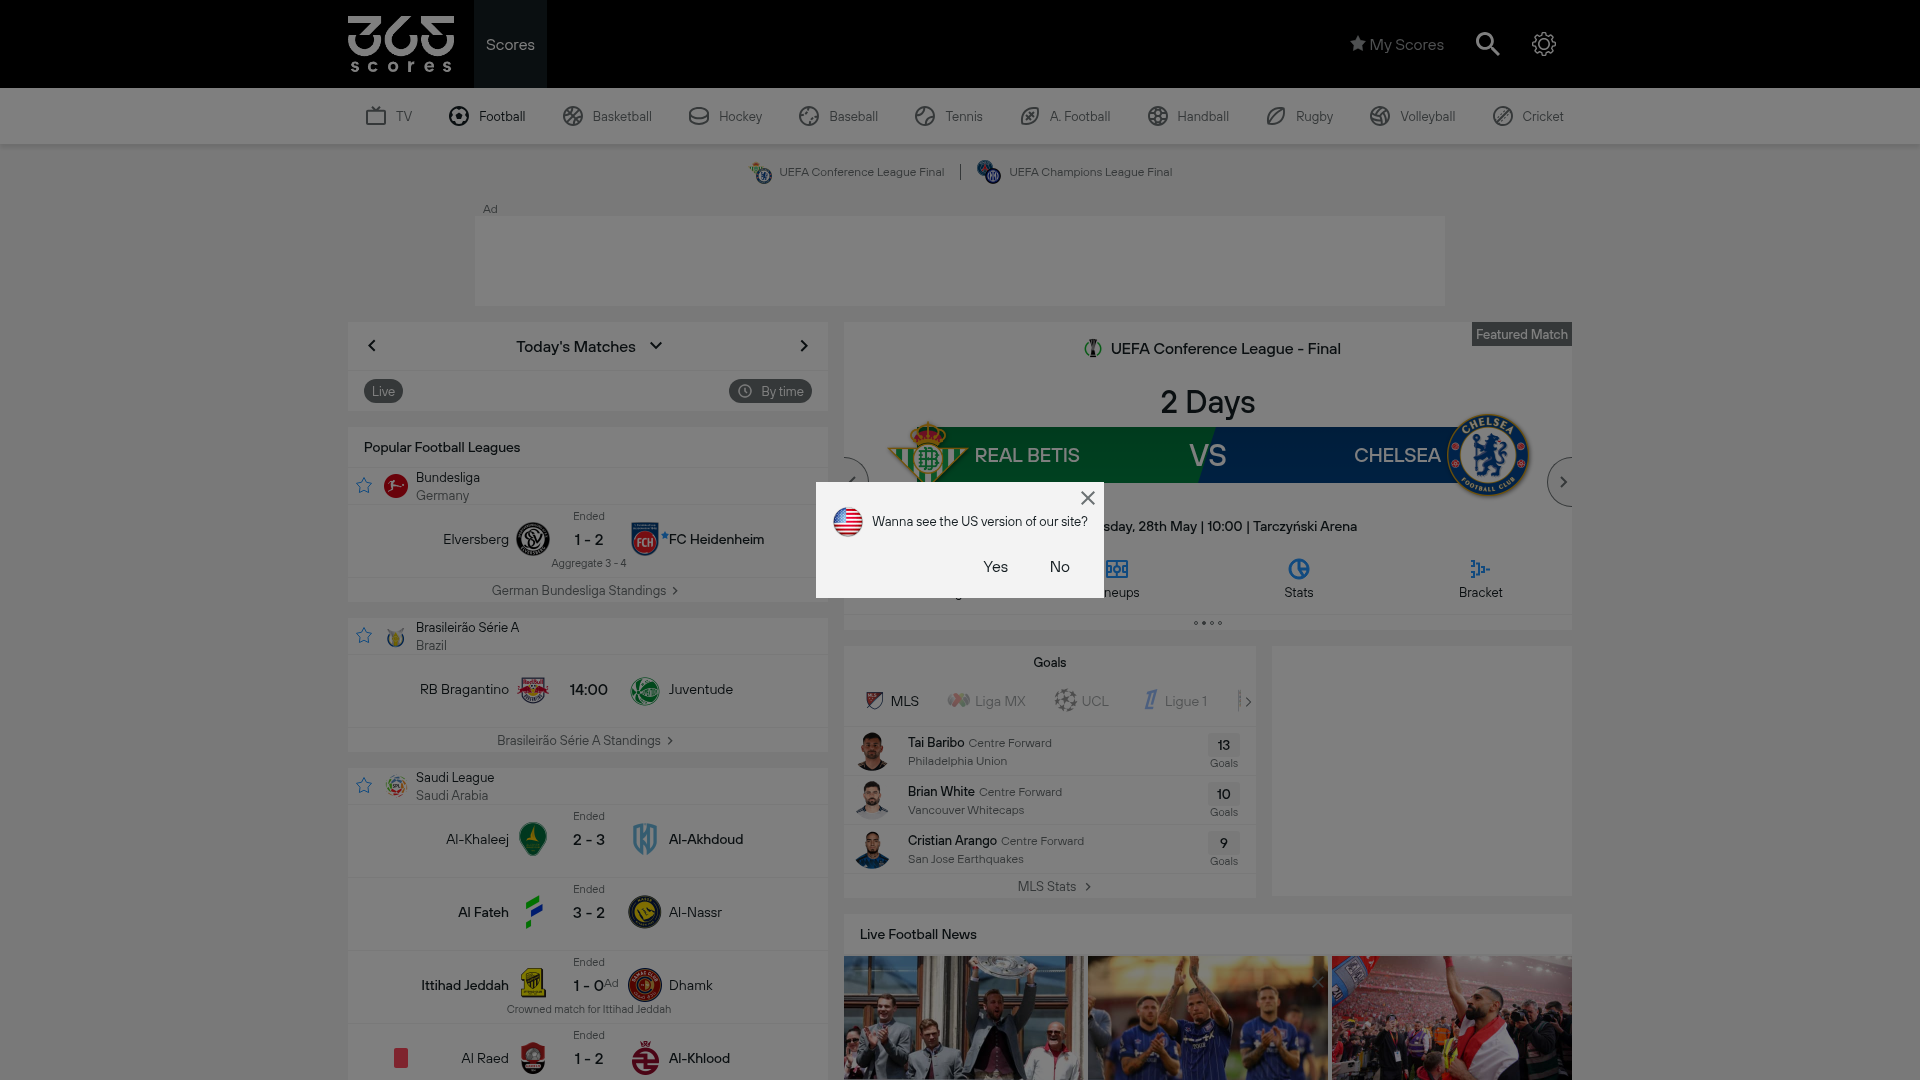 365
scores
Scores
My Scores
TV
Football
Basketball
Hockey
Baseball
Tennis
A. Football
Handball
Rugby
Volleyball
Cricket
UEFA Conference League Final
UEFA Champions League Final
Ad
Today's Matches
Live
By time
Popular Football Leagues
Bundesliga
Germany
Ended
Elversberg
1 - 2
FC Heidenheim
Aggregate 3 - 4
German Bundesliga Standings
Brasileirão Série A
Brazil
RB Bragantino
14:00
Juventude
Brasileirão Série A Standings
Saudi League
Saudi Arabia
Ended
Al-Khaleej
2 - 3
Al-Akhdoud
Ended
Al Fateh
3 - 2
Al-Nassr
Ended
Ittihad Jeddah
1 - 0
Ad
Dhamk
Crowned match for Ittihad Jeddah
Ended
Al Raed
1 - 2
Al-Khlood
Featured Match
UEFA Conference League - Final
2 Days
REAL BETIS
VS
CHELSEA
CHELSEA
FOOTBALL CLUB
sday, 28th May | 10:00 | Tarczyński Arena
neups
Stats
Bracket
Wanna see the US version of our site?
Yes
No
Goals
MLS
Liga MX
UCL
Ligue 1
Tai Baribo Centre Forward
Philadelphia Union
13
Goals
Brian White Centre Forward
Vancouver Whitecaps
10
Goals
Cristian Arango Centre Forward
San Jose Earthquakes
9
Goals
MLS Stats
Live Football News